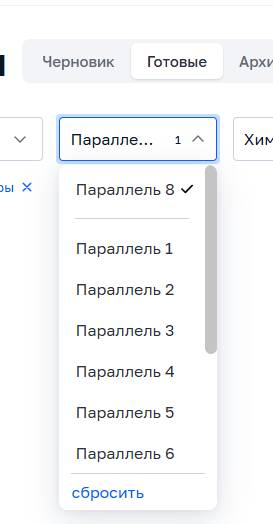 Черновик Готовые Архи
Паралле... 1 Хим
ры ×
Параллель 8
Параллель 1
Параллель 2
Параллель 3
Параллель 4
Параллель 5
Параллель 6
сбросить